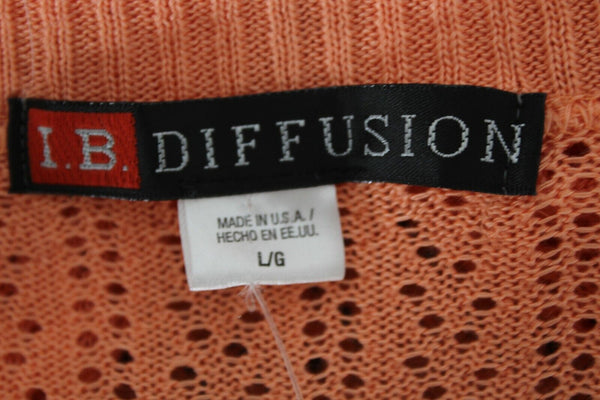 I.B. DIFFUSION
MADE IN U.S.A. /
HECHO EN EE.UU.
L/G